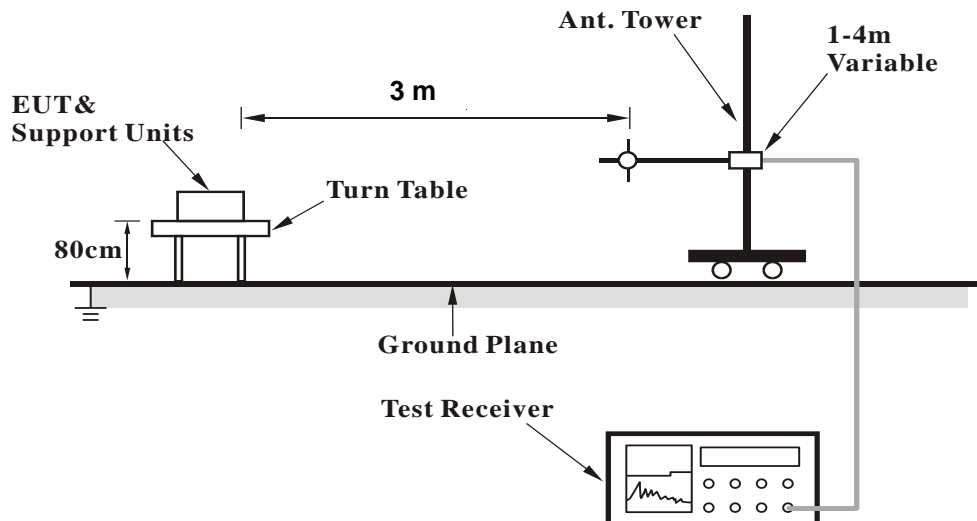 Ant. Tower
1-4m
Variable
3 m
EUT&
Support Units
Turn Table
80cm
Ground Plane
Test Receiver